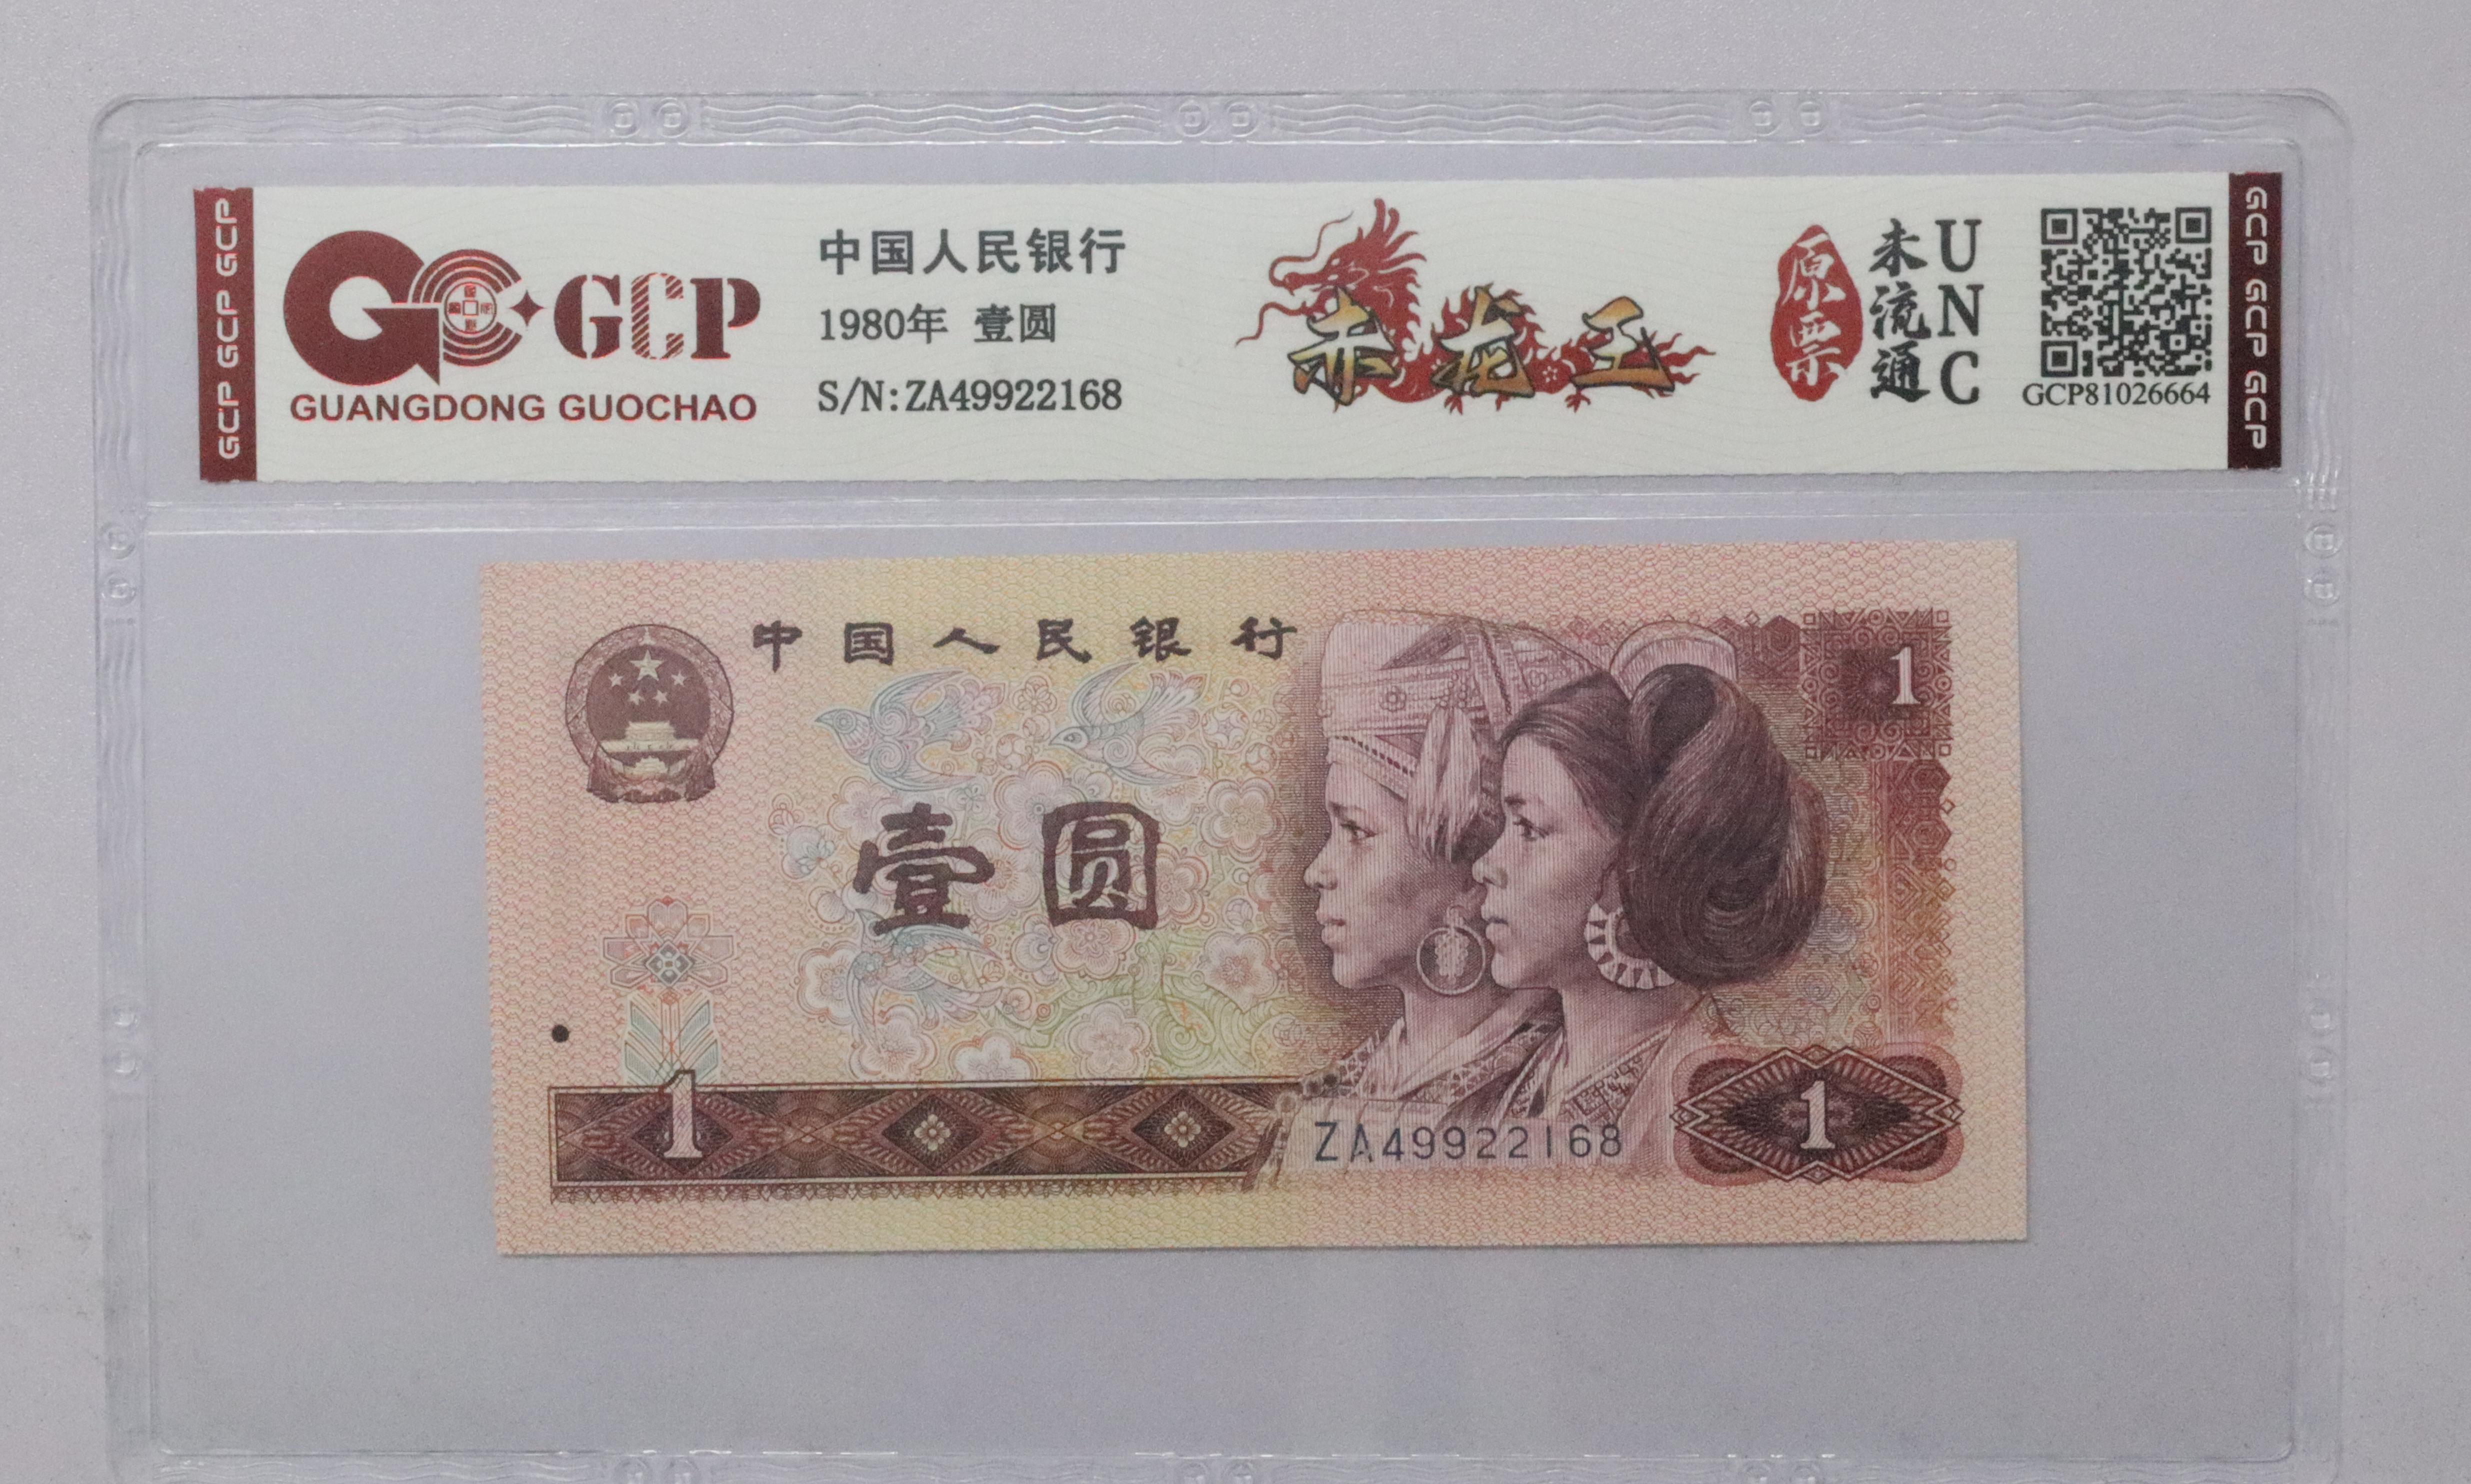 GCP GCP GCP
GC GCP
GUANGDONG GUOCHAO
中国人民银行
1980年 壹圆
S/N:ZA49922168
赤龙王
原票
未流通
UNC
GCP81026664
GCP GCP GCP
中国人民银行
1
壹圆
1
ZA49922168
1